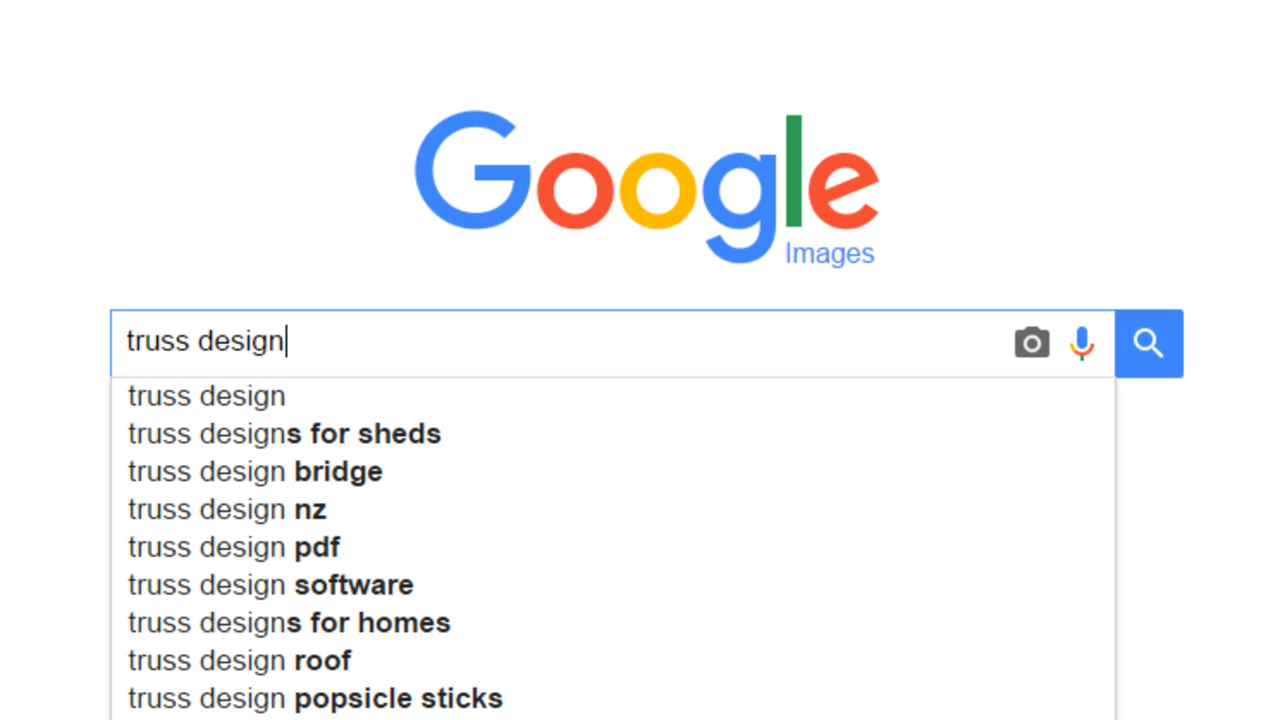 Google
Images
truss design
truss design
truss designs for sheds
truss design bridge
truss design nz
truss design pdf
truss design software
truss designs for homes
truss design roof
truss design popsicle sticks